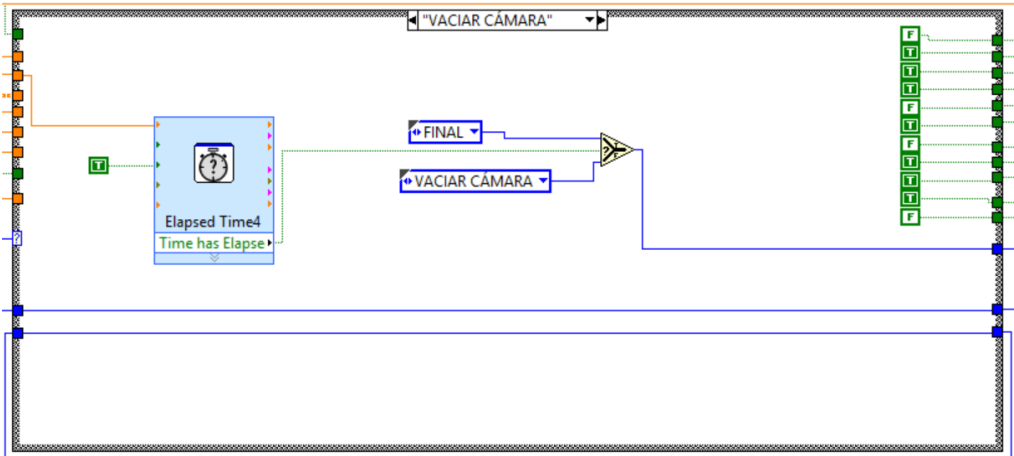 "VACIAR CÁMARA"
F
T
T
T
F
T
F
T
T
T
F
FINAL
VACIAR CÁMARA
T
?
?
Elapsed Time4
Time has Elapse
?